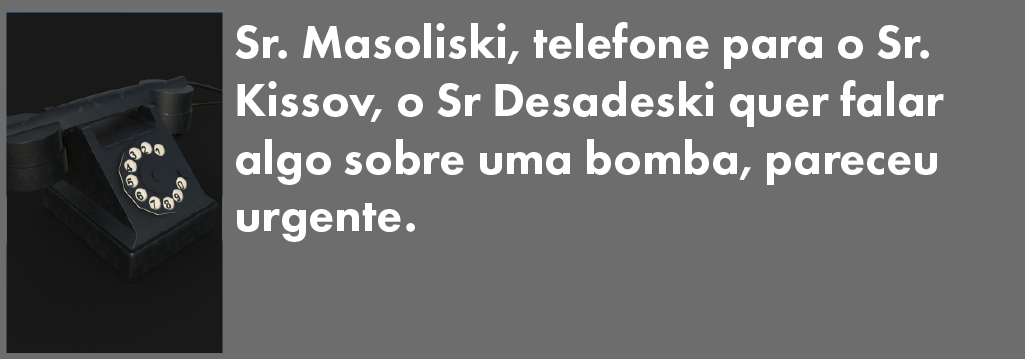 Sr. Masoliski, telefone para o Sr.
Kissov, o Sr Desadeski quer falar
algo sobre uma bomba, pareceu
urgente.